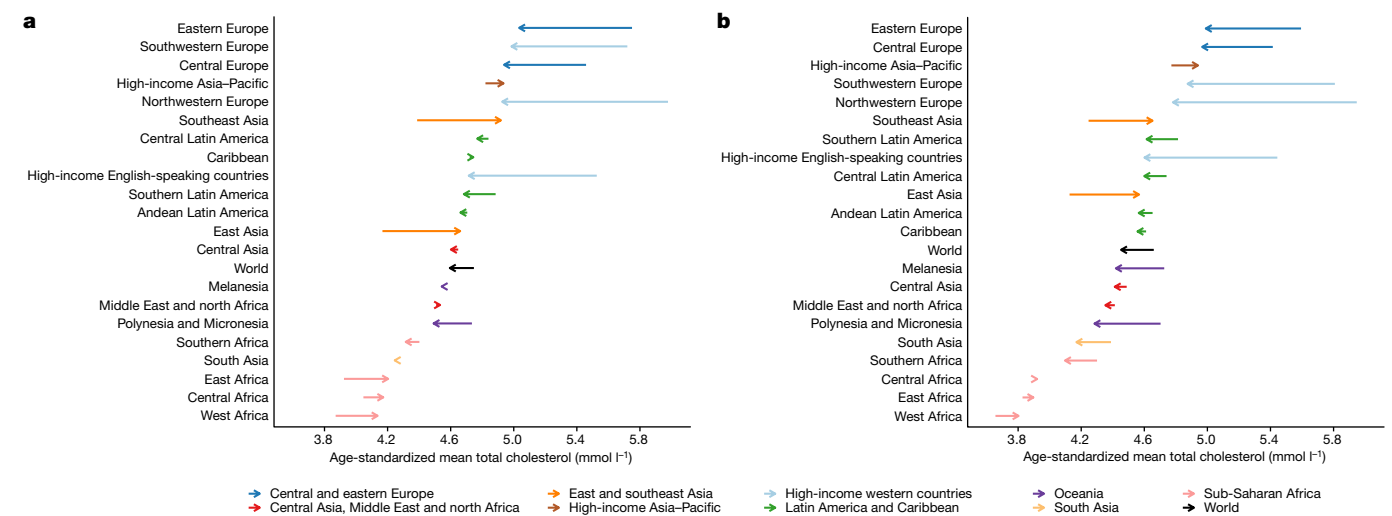 a
Eastern Europe
Southwestern Europe
Central Europe
High-income Asia–Pacific
Northwestern Europe
Southeast Asia
Central Latin America
Caribbean
High-income English-speaking countries
Southern Latin America
Andean Latin America
East Asia
Central Asia
World
Melanesia
Middle East and north Africa
Polynesia and Micronesia
Southern Africa
South Asia
East Africa
Central Africa
West Africa
3.8 4.2 4.6 5.0 5.4 5.8
Age-standardized mean total cholesterol (mmol l⁻¹)
b
Eastern Europe
Central Europe
High-income Asia–Pacific
Southwestern Europe
Northwestern Europe
Southeast Asia
Southern Latin America
High-income English-speaking countries
Central Latin America
East Asia
Andean Latin America
Caribbean
World
Melanesia
Central Asia
Middle East and north Africa
Polynesia and Micronesia
South Asia
Southern Africa
Central Africa
East Africa
West Africa
3.8 4.2 4.6 5.0 5.4 5.8
Age-standardized mean total cholesterol (mmol l⁻¹)
Central and eastern Europe East and southeast Asia High-income western countries Oceania Sub-Saharan Africa
Central Asia, Middle East and north Africa High-income Asia–Pacific Latin America and Caribbean South Asia World